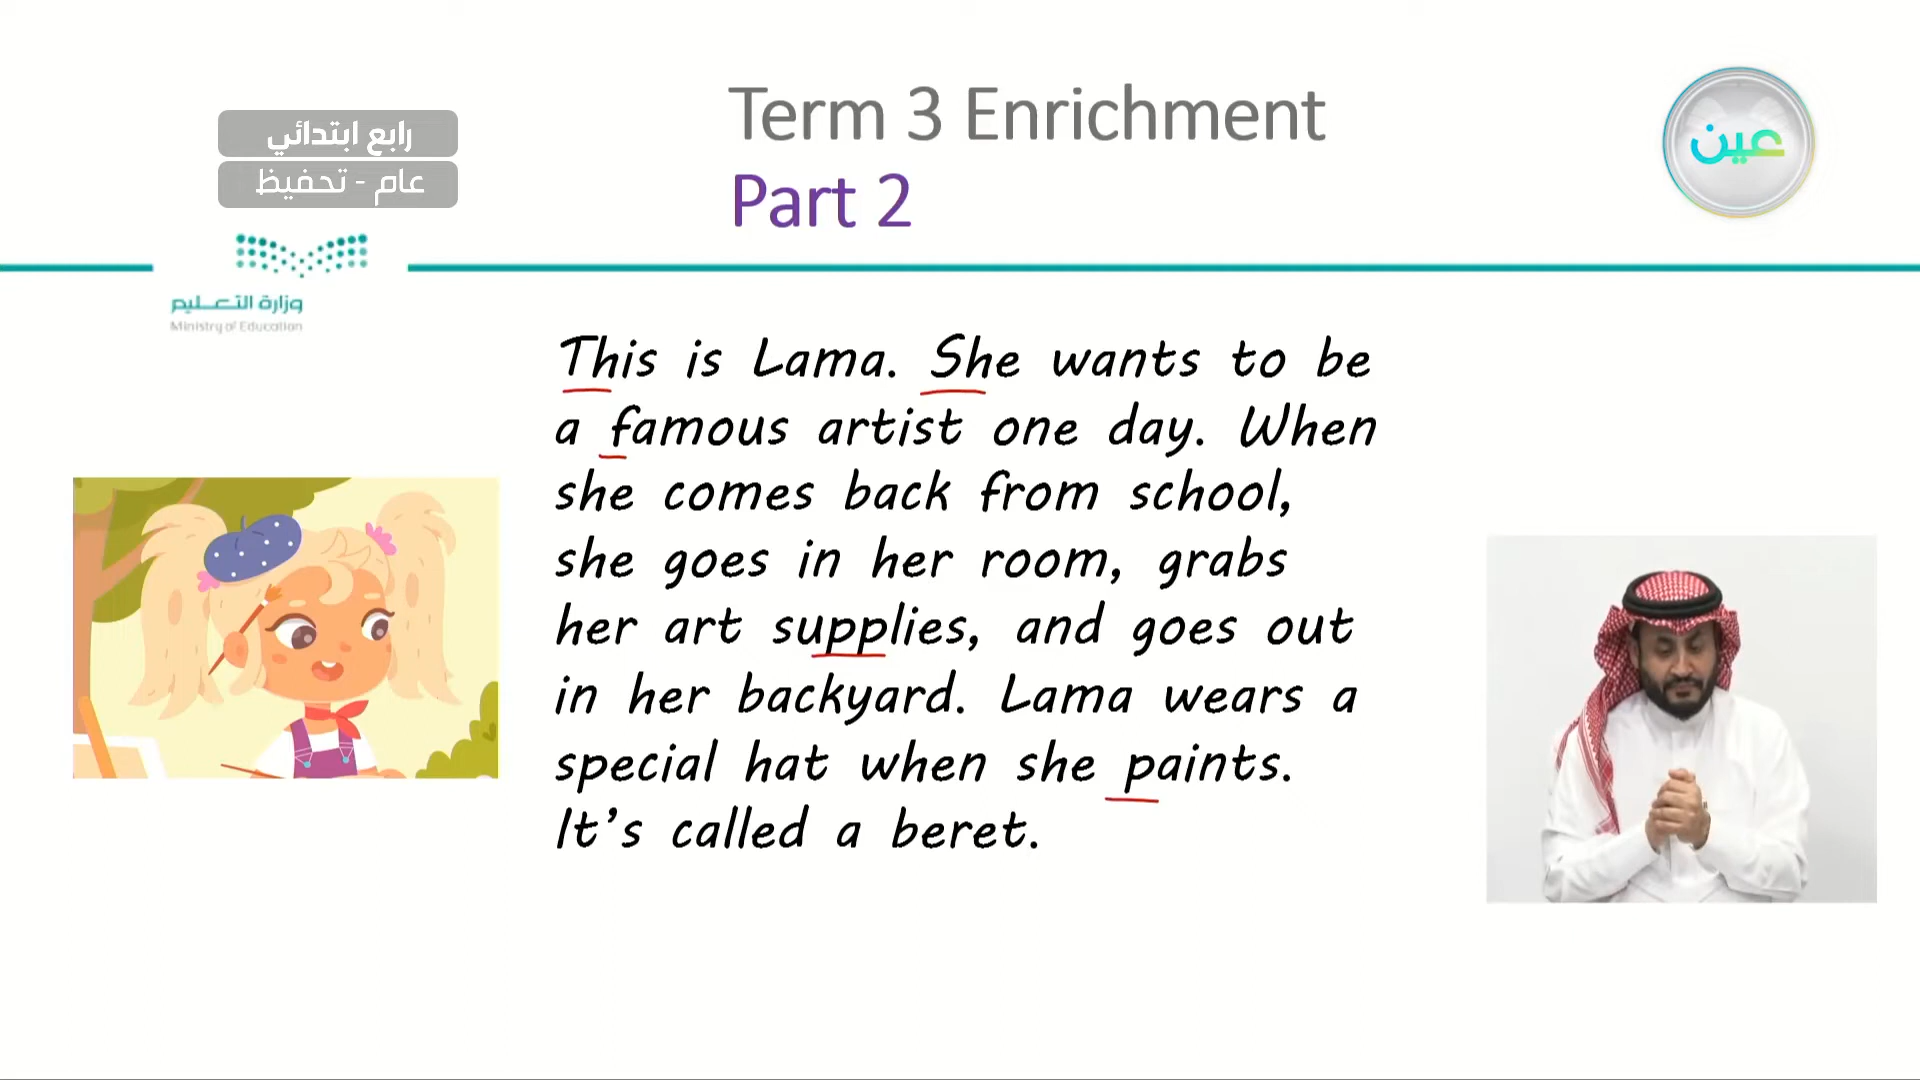 رابع ابتدائي
عام - تحفيظ
Term 3 Enrichment
Part 2
عين
وزارة التعليم
Ministry of Education
This is Lama. She wants to be
a famous artist one day. When
she comes back from school,
she goes in her room, grabs
her art supplies, and goes out
in her backyard. Lama wears a
special hat when she paints.
It’s called a beret.